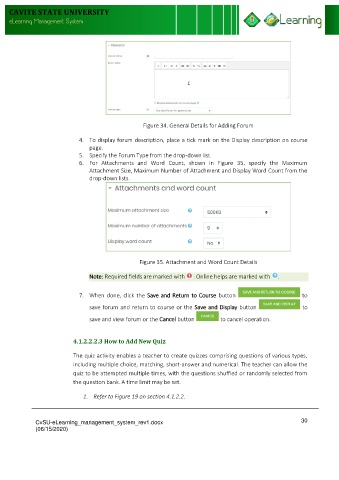 CAVITE STATE UNIVERSITY
eLearning Management System
eLearning
General
Figure 34. General Details for Adding Forum
4. To display forum description, place a tick mark on the Display description on course
page.
5. Specify the Forum Type from the drop-down list.
6. For Attachments and Word Count, shown in Figure 35, specify the Maximum
Attachment Size, Maximum Number of Attachment and Display Word Count from the
drop-down lists.
Attachments and word count
Maximum attachment size
500KB
Maximum number of attachments
9
Display word count
No
Figure 35. Attachment and Word Count Details
Note: Required fields are marked with . Online helps are marked with .
7. When done, click the Save and Return to Course button SAVE AND RETURN TO COURSE to
save forum and return to course or the Save and Display button SAVE AND DISPLAY to
save and view forum or the Cancel button CANCEL to cancel operation.
4.1.2.2.2.3 How to Add New Quiz
The quiz activity enables a teacher to create quizzes comprising questions of various types,
including multiple choice, matching, short-answer and numerical. The teacher can allow the
quiz to be attempted multiple times, with the questions shuffled or randomly selected from
the question bank. A time limit may be set.
1. Refer to Figure 19 on section 4.1.2.2.
CvSU-eLearning_management_system_rev1.docx
30
(06/15/2020)